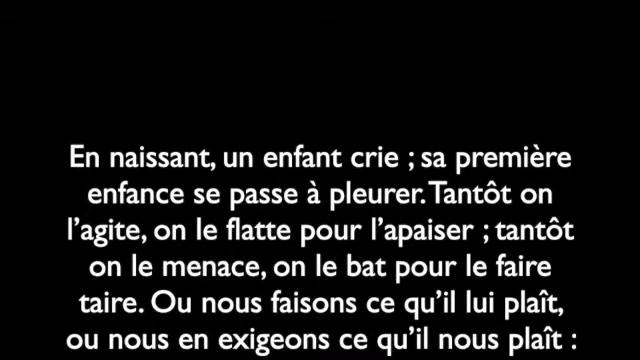 En naissant, un enfant crie ; sa première
enfance se passe à pleurer. Tantôt on
l’agite, on le flatte pour l’apaiser ; tantôt
on le menace, on le bat pour le faire
taire. Ou nous faisons ce qu’il lui plaît,
ou nous en exigeons ce qu’il nous plaît :